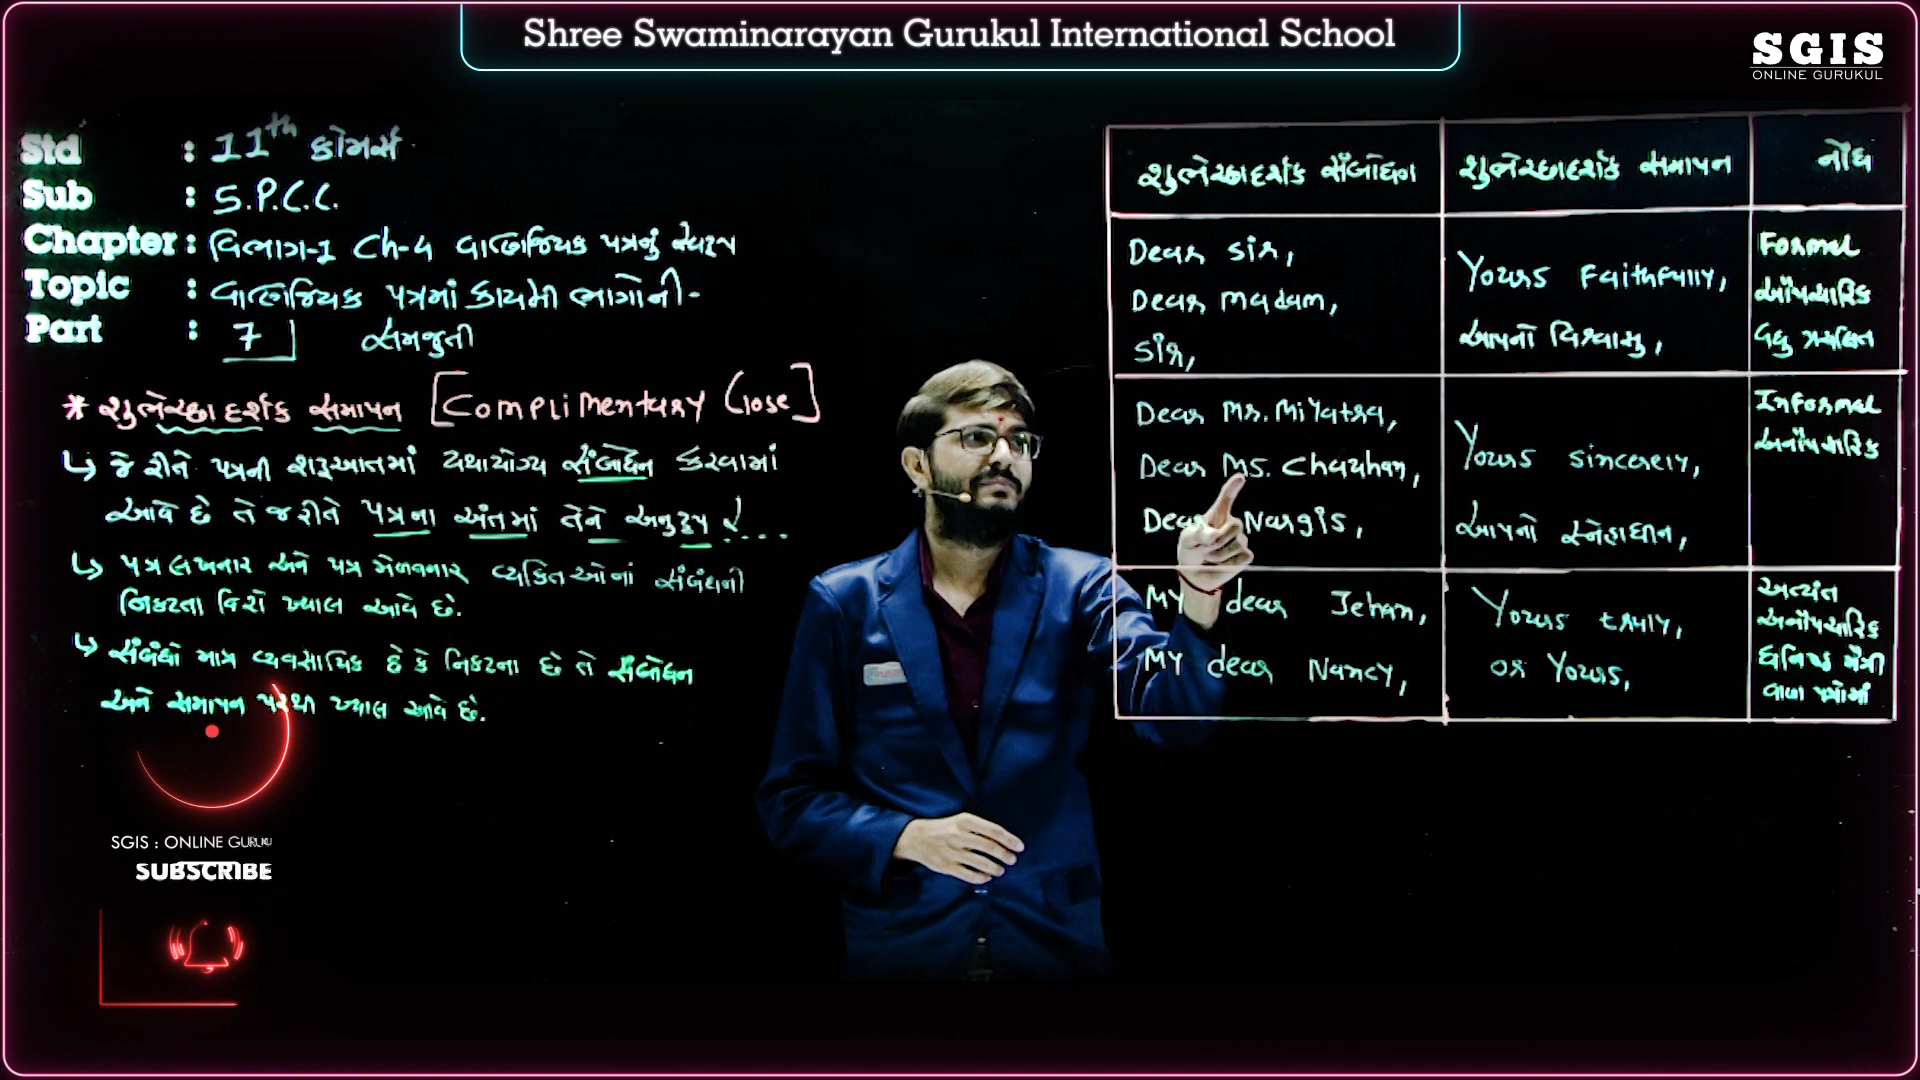 Shree Swaminarayan Gurukul International School
SGIS
ONLINE GURUKUL
Std : 11th કોમર્સ
Sub : S.P.C.C.
Chapter : વિભાગ-1 Ch-4 વાણિજ્યિક પત્રનું સ્વરૂપ
Topic : વાણિજ્યિક પત્રમાં કાયમી ભાગોની-
Part : 7 સમજુતી
* શુભેચ્છાદર્શક સમાપન [Complimentary Close]
↳ જે રીતે પત્રની શરૂઆતમાં યથાયોગ્ય સંબોધન કરવામાં
આવે છે તે જ રીતે પત્રના અંતમાં તેને અનુરૂપ
↳ પત્ર લખનાર અને પત્ર મેળવનાર વ્યકિતઓનાં સંબંધની
નિકટતા વિશે ખ્યાલ આવે છે.
↳ સંબંધો માત્ર વ્યવસાયિક છે કે નિકટના છે તે સંબોધન
અને સમાપન પરથી ખ્યાલ આવે છે.
શુભેચ્છાદર્શક સંબોધન શુભેચ્છાદર્શક સમાપન નોંધ
Dear Sir,
Dear Madam,
Sir,
Yours Faithfully,
આપનો વિશ્વાસુ,
Formal
ઔપચારિક
વધુ પ્રચલિત
Dear Mr. Miyatra,
Dear Ms. Chauhan,
Dear Nargis,
Yours sincerely,
આપનો સ્નેહાધીન,
Informal
અનૌપચારિક
My dear Jehan,
My dear Nancy,
Yours truly,
or Yours,
અત્યંત
અનૌપચારિક
ઘનિષ્ઠ મૈત્રી
વાળા પત્રોમાં
SGIS : ONLINE GURUKU
SUBSCRIBE